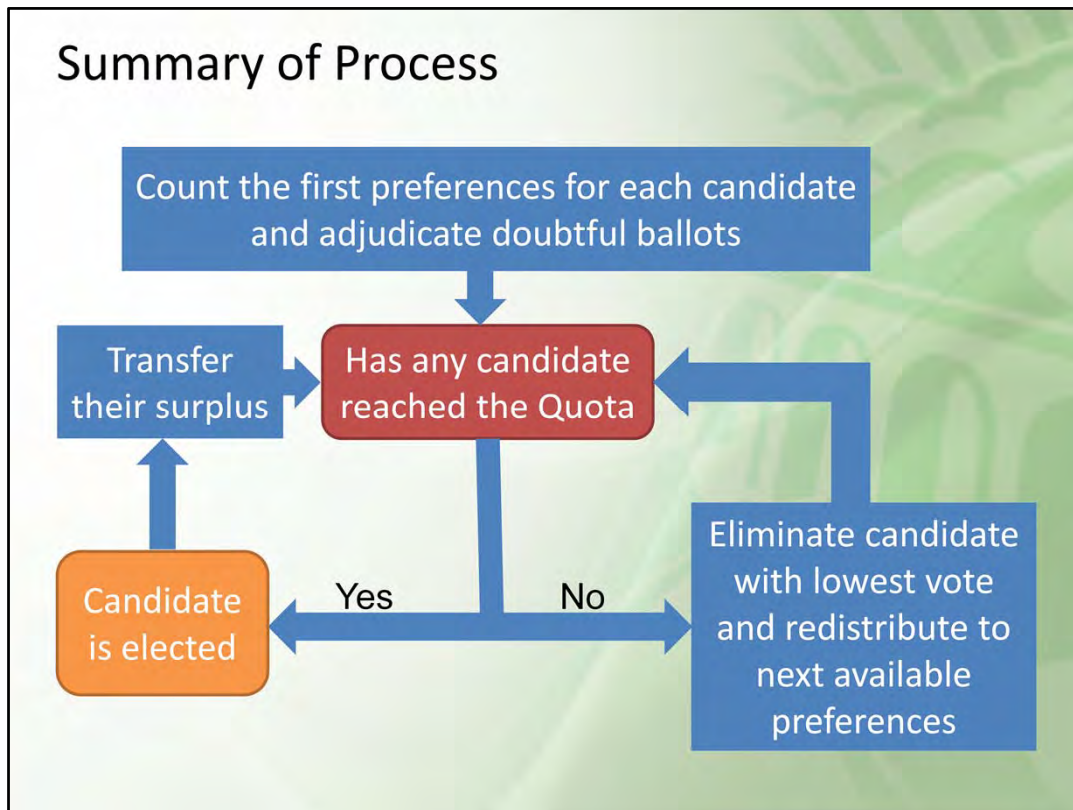 Summary of Process
Count the first preferences for each candidate
and adjudicate doubtful ballots
Transfer
their surplus
Has any candidate
reached the Quota
Candidate
is elected
Yes
No
Eliminate candidate
with lowest vote
and redistribute to
next available
preferences